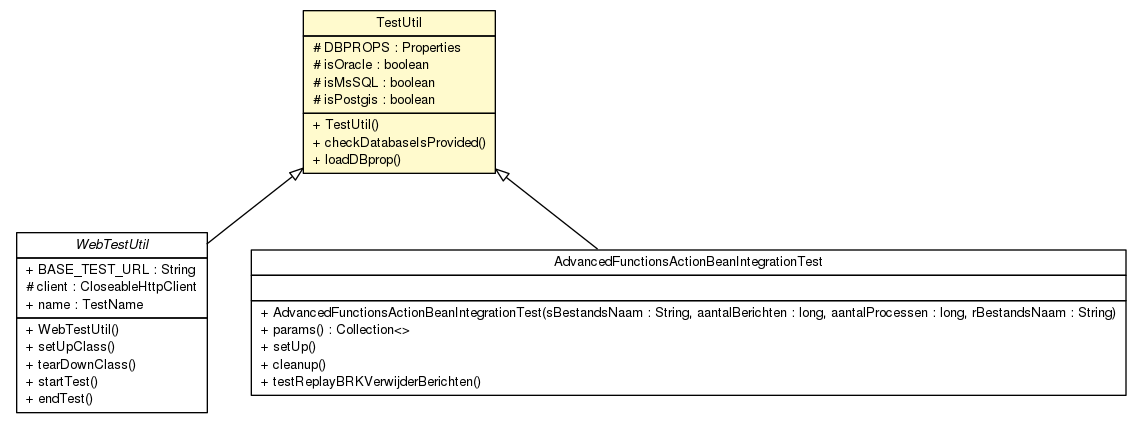 TestUtil
# DBPROPS : Properties
# isOracle : boolean
# isMsSQL : boolean
# isPostgis : boolean
+ TestUtil()
+ checkDatabaseIsProvided()
+ loadDBprop()
WebTestUtil
+ BASE_TEST_URL : String
# client : CloseableHttpClient
+ name : TestName
+ WebTestUtil()
+ setUpClass()
+ tearDownClass()
+ startTest()
+ endTest()
AdvancedFunctionsActionBeanIntegrationTest
+ AdvancedFunctionsActionBeanIntegrationTest(sBestandsNaam : String, aantalBerichten : long, aantalProcessen : long, rBestandsNaam : String)
+ params() : Collection<>
+ setUp()
+ cleanup()
+ testReplayBRKVerwijderBerichten()